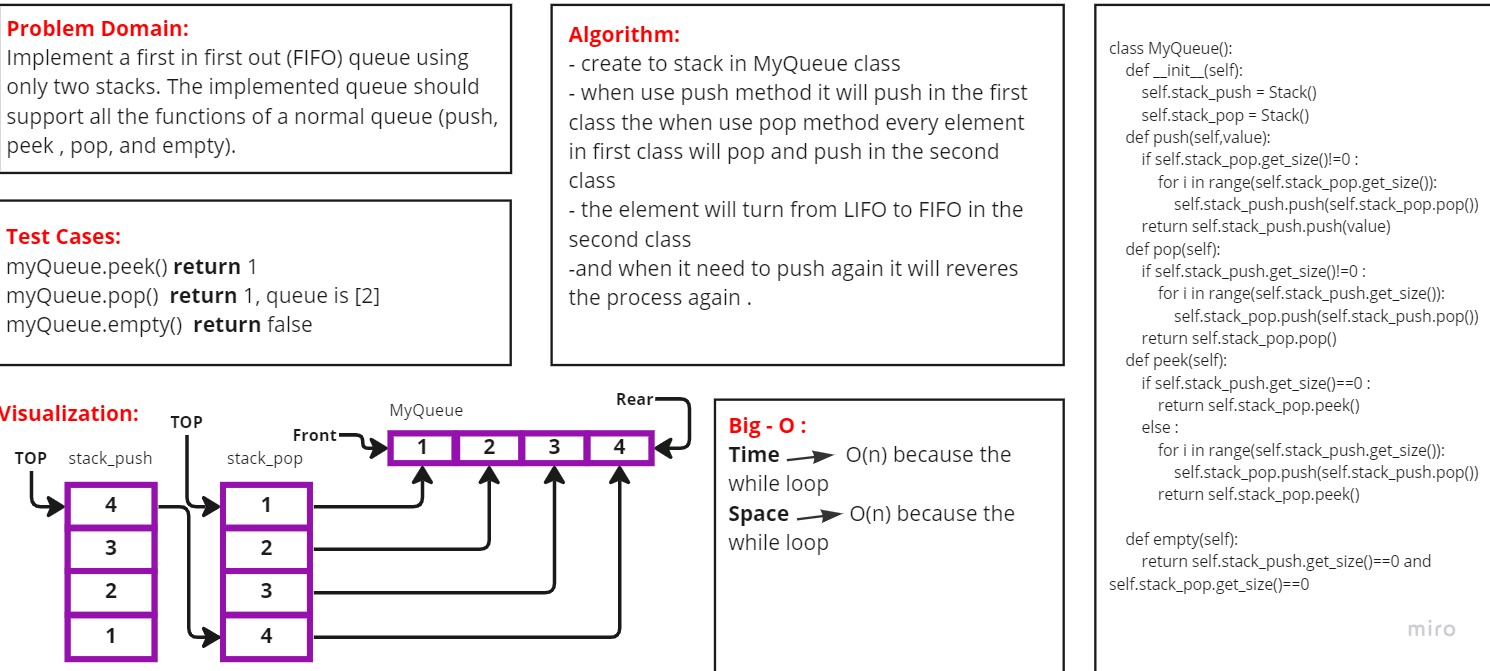 Problem Domain:
Implement a first in first out (FIFO) queue using
only two stacks. The implemented queue should
support all the functions of a normal queue (push,
peek , pop, and empty).
Test Cases:
myQueue.peek() return 1
myQueue.pop() return 1, queue is [2]
myQueue.empty() return false
Algorithm:
- create to stack in MyQueue class
- when use push method it will push in the first
class the when use pop method every element
in first class will pop and push in the second
class
- the element will turn from LIFO to FIFO in the
second class
-and when it need to push again it will reveres
the process again .
Visualization:
TOP
stack_push
4
3
2
1
TOP
stack_pop
1
2
3
4
MyQueue
Front
Rear
1 2 3 4
Big - O :
Time O(n) because the
while loop
Space O(n) because the
while loop
class MyQueue():
def __init__(self):
self.stack_push = Stack()
self.stack_pop = Stack()
def push(self,value):
if self.stack_pop.get_size()!=0 :
for i in range(self.stack_pop.get_size()):
self.stack_push.push(self.stack_pop.pop())
return self.stack_push.push(value)
def pop(self):
if self.stack_push.get_size()!=0 :
for i in range(self.stack_push.get_size()):
self.stack_pop.push(self.stack_push.pop())
return self.stack_pop.pop()
def peek(self):
if self.stack_push.get_size()==0 :
return self.stack_pop.peek()
else :
for i in range(self.stack_push.get_size()):
self.stack_pop.push(self.stack_push.pop())
return self.stack_pop.peek()
def empty(self):
return self.stack_push.get_size()==0 and
self.stack_pop.get_size()==0
miro